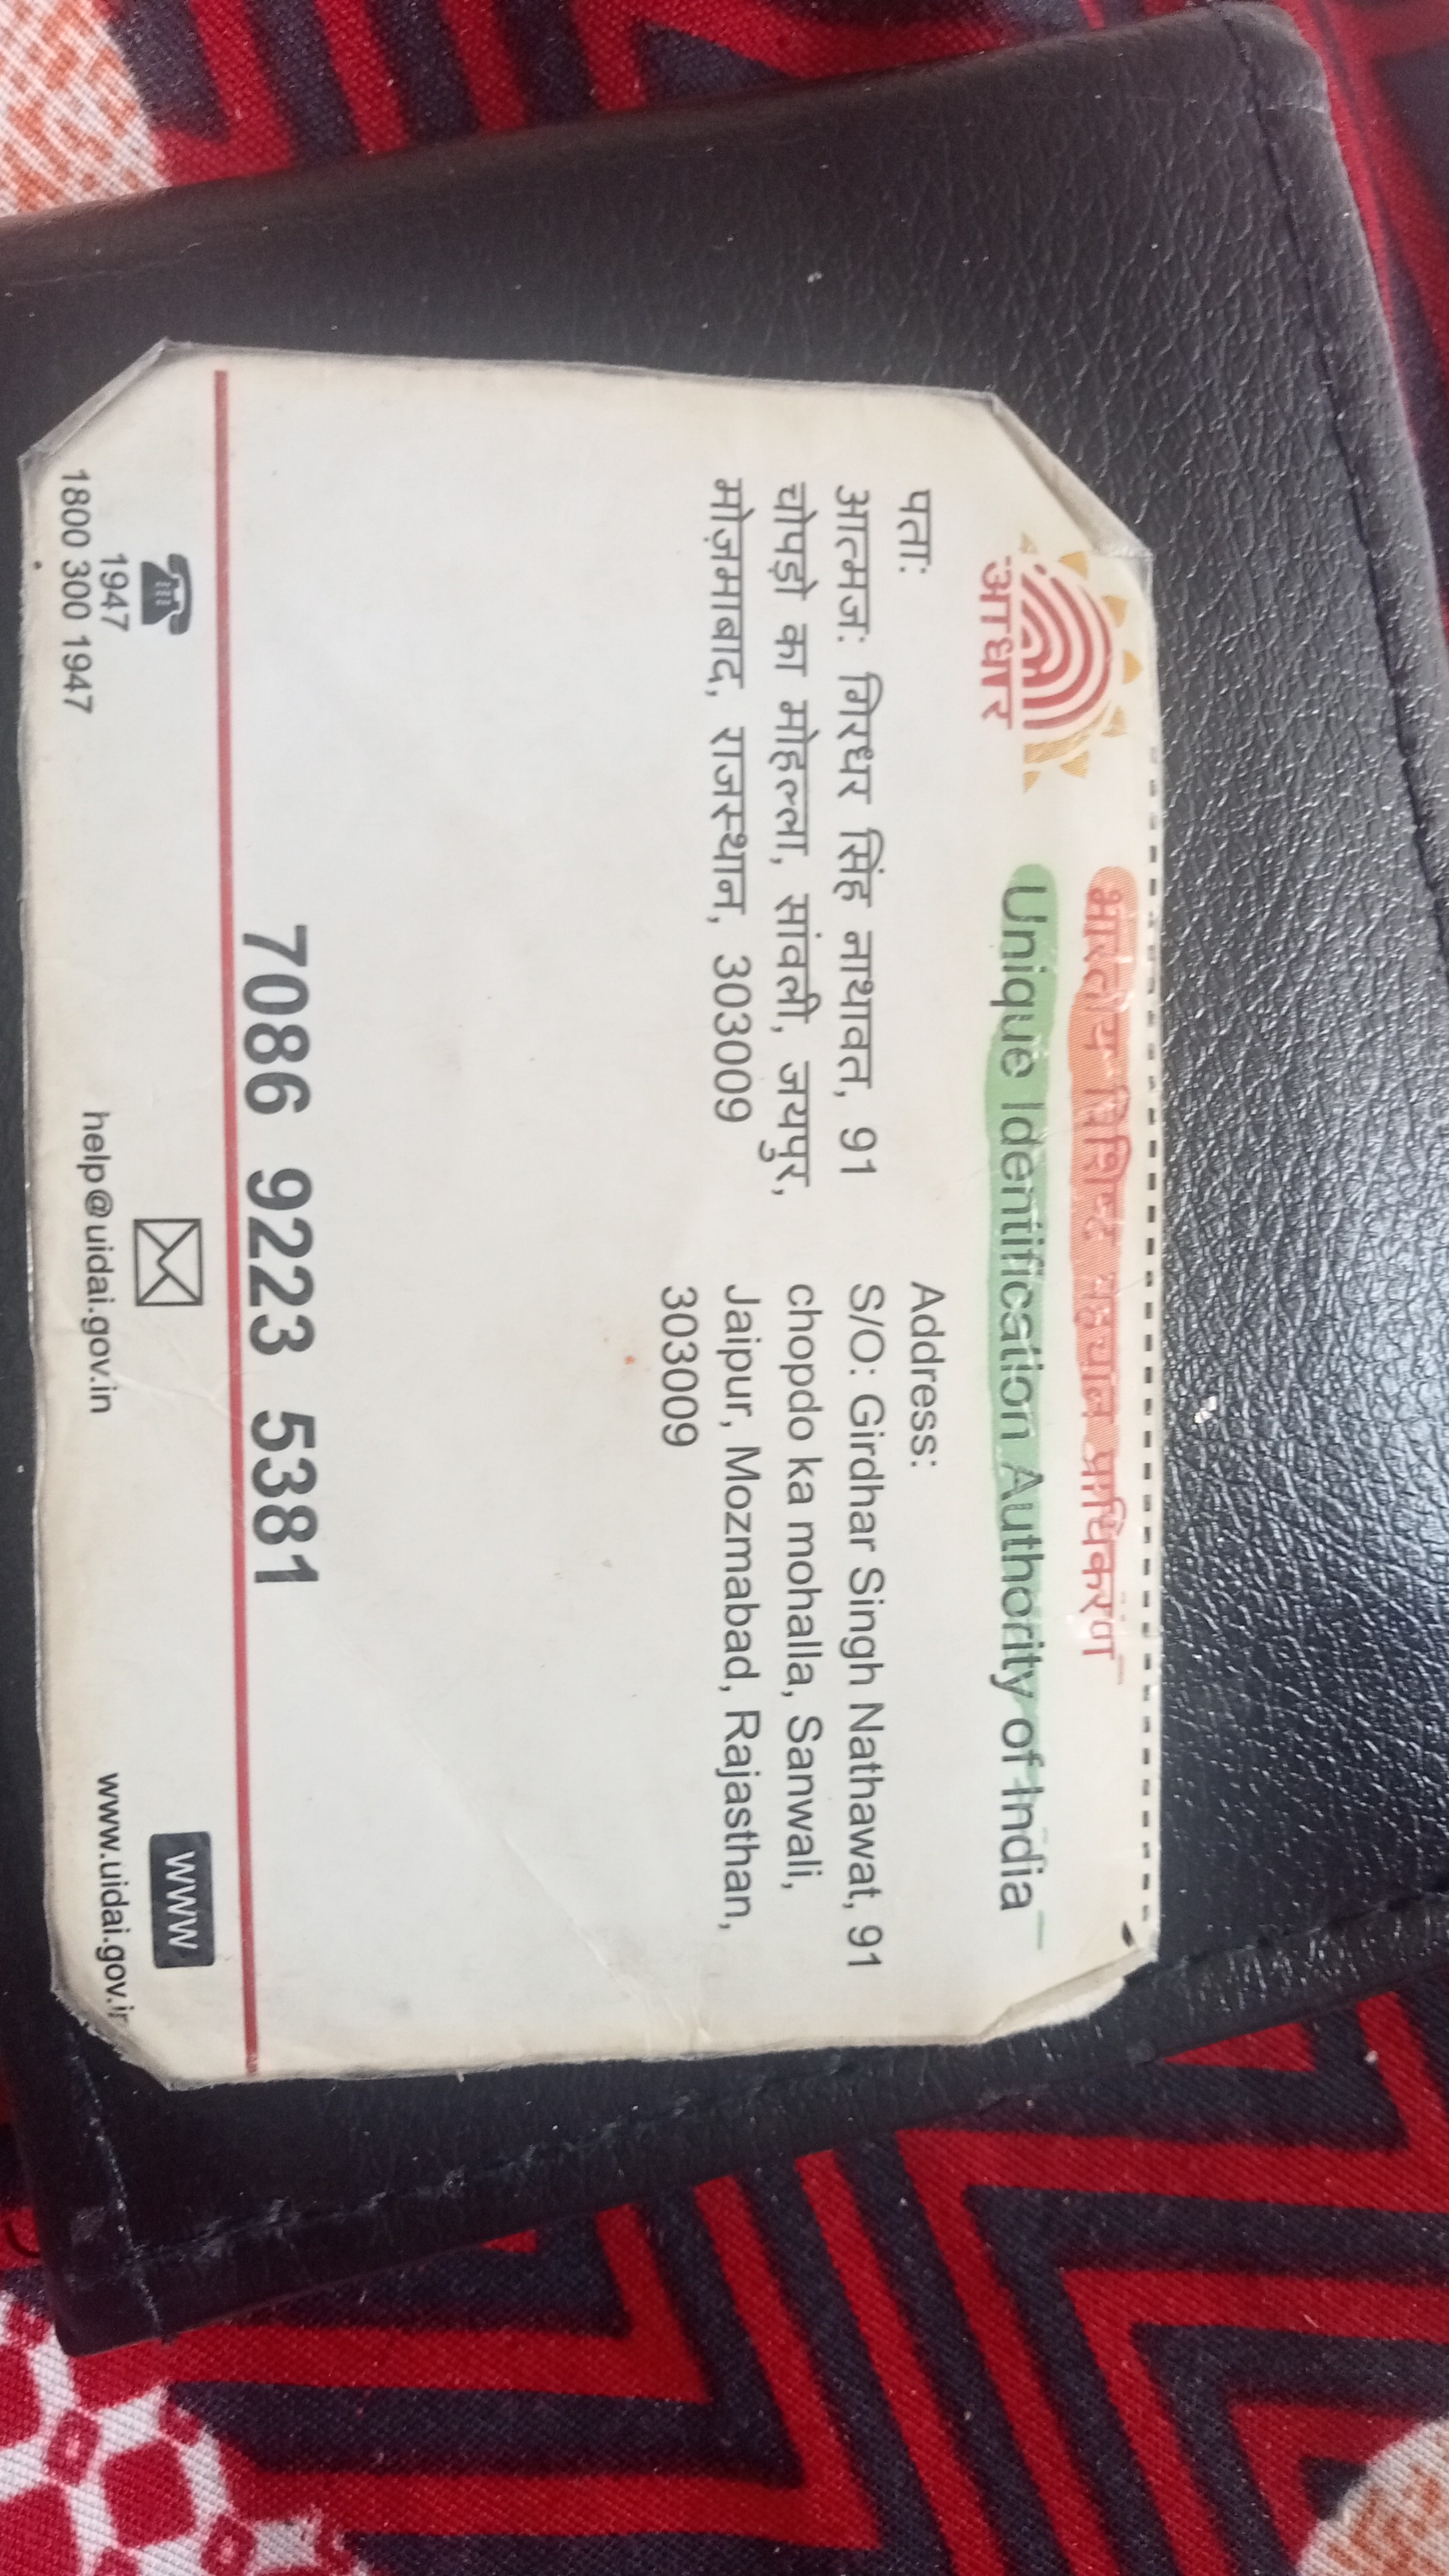 भारतीय विशिष्ट पहचान प्राधिकरण
Unique Identification Authority of India
आधार
पताः
आत्मजः गिरधर सिंह नाथावत, 91
चोपड़ो का मोहल्ला, सांवली, जयपुर,
मोज़माबाद, राजस्थान, 303009
Address:
S/O: Girdhar Singh Nathawat, 91
chopdo ka mohalla, Sanwali,
Jaipur, Mozmabad, Rajasthan,
303009
7086 9223 5381
1947
1800 300 1947
help@uidai.gov.in
WWW
www.uidai.gov.in